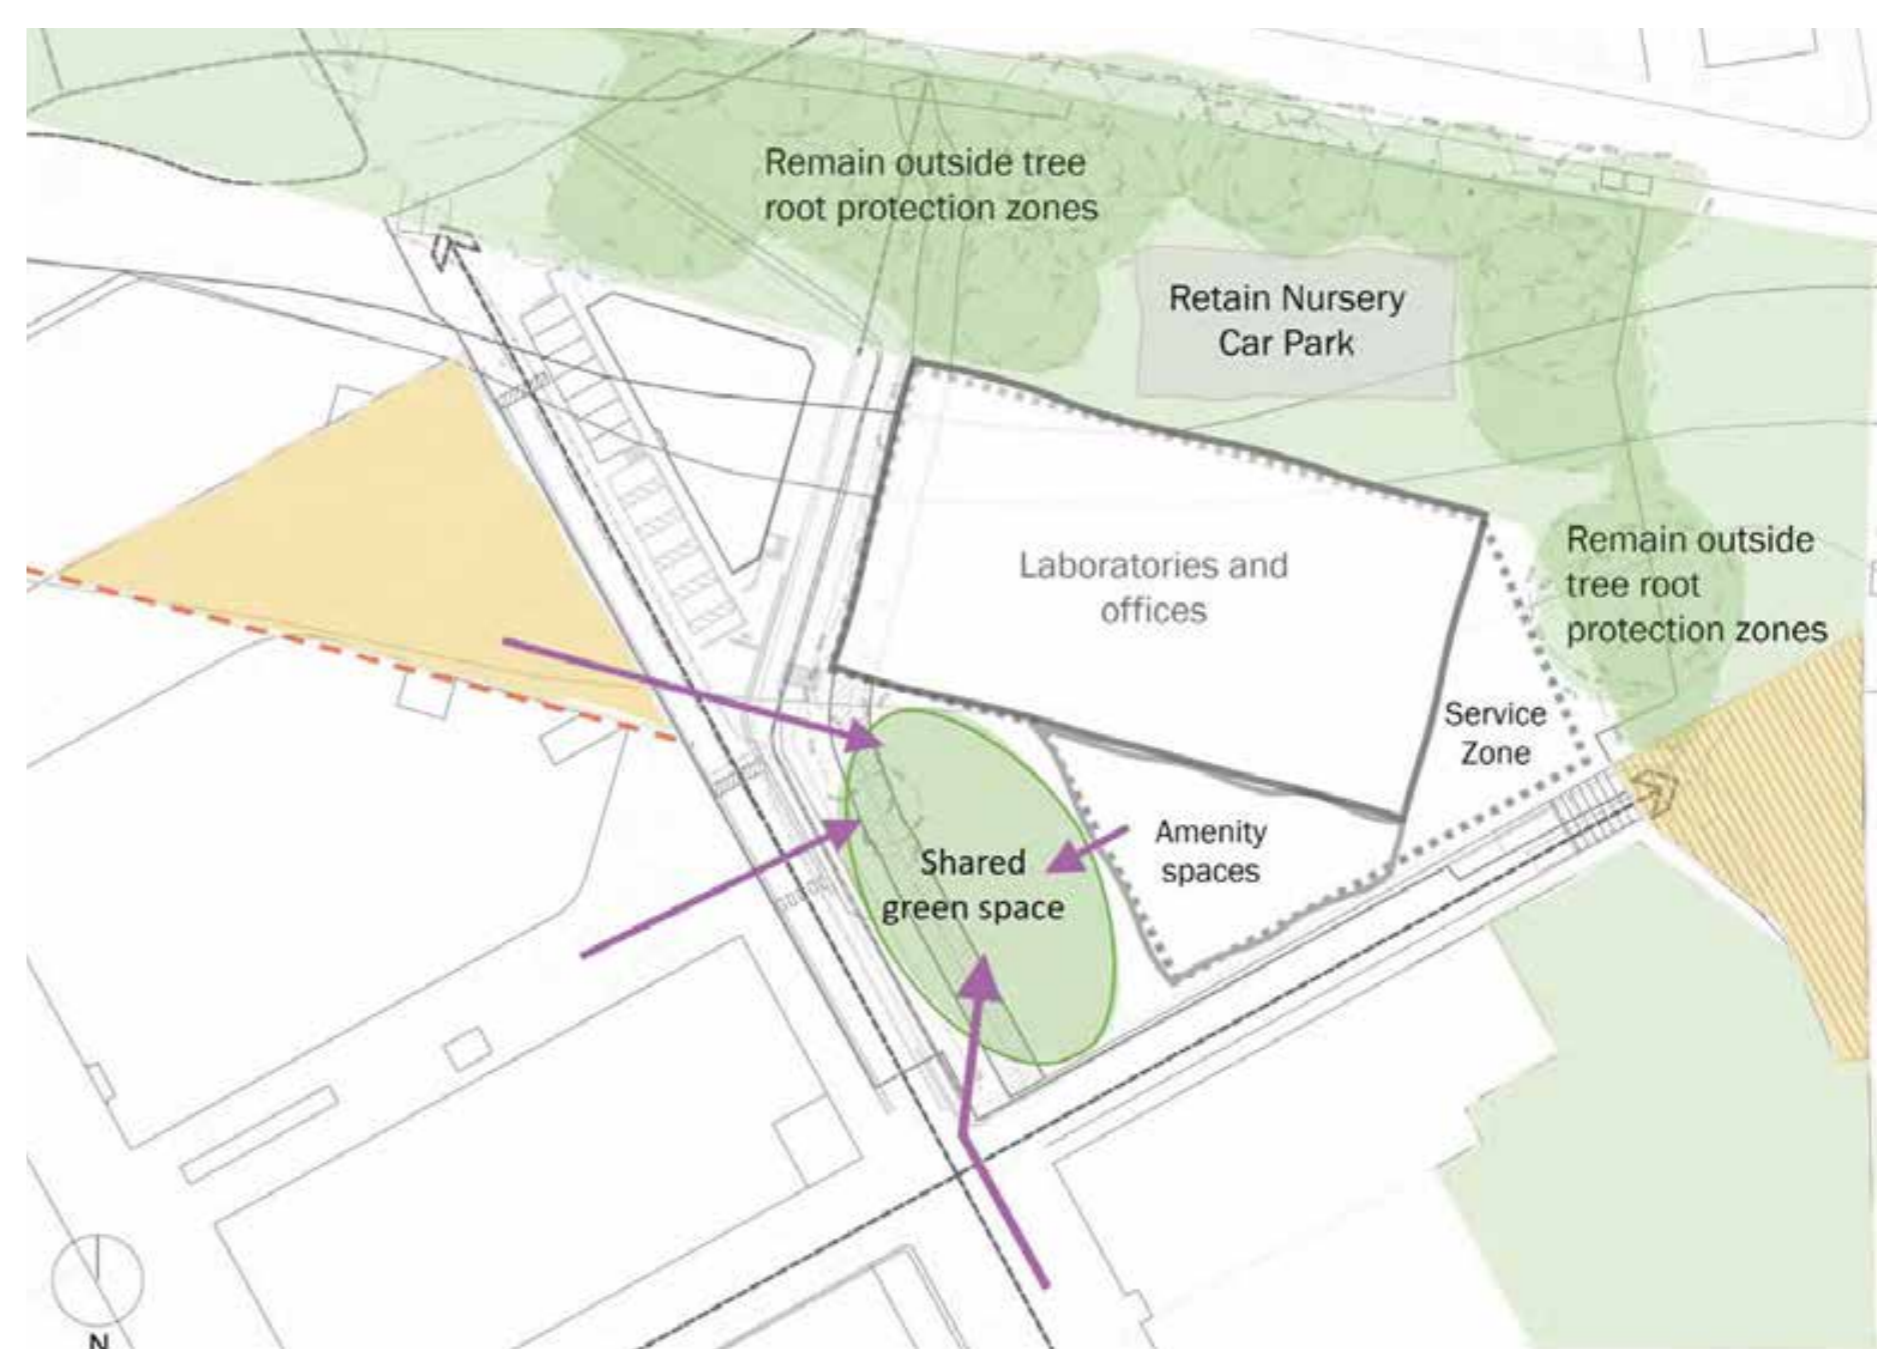 Remain outside tree
root protection zones
Retain Nursery
Car Park
Laboratories and
offices
Remain outside
tree root
protection zones
Service
Zone
Amenity
spaces
Shared
green space
N